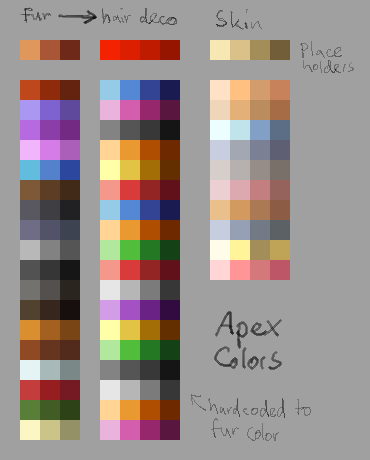 fur → hair deco
Skin
Place
holders
Apex
Colors
hardcoded to
fur color